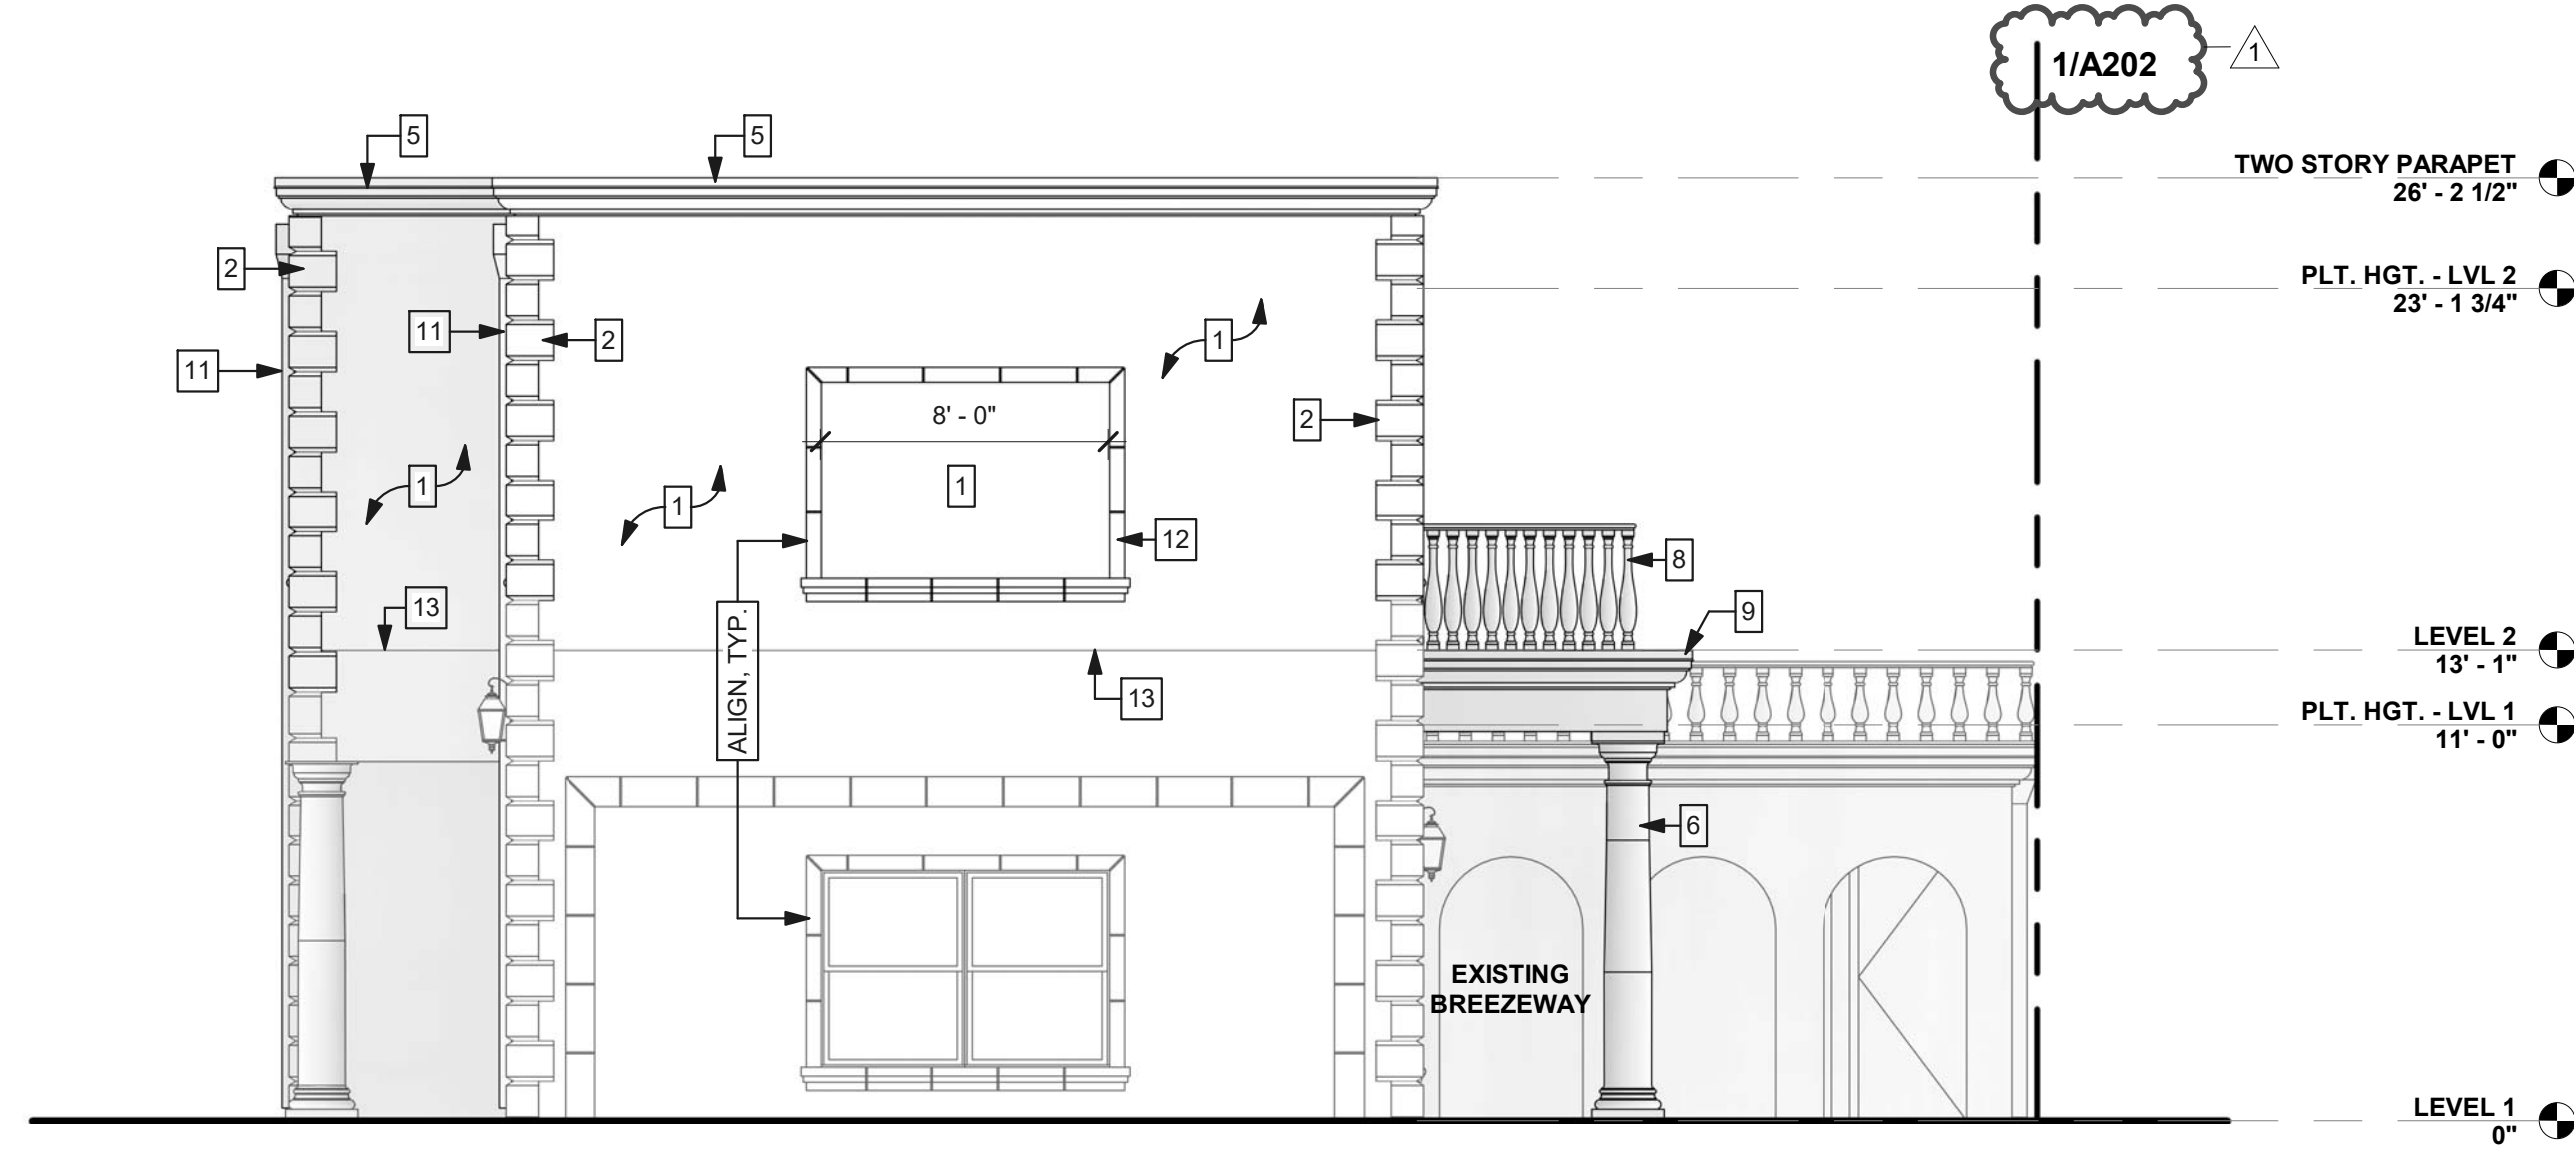 1/A202
1
5
5
TWO STORY PARAPET
26' - 2 1/2"
2
PLT. HGT. - LVL 2
23' - 1 3/4"
11
2
1
11
8' - 0"
2
1
1
1
12
8
13
ALIGN, TYP.
9
LEVEL 2
13' - 1"
13
PLT. HGT. - LVL 1
11' - 0"
6
EXISTING
BREEZEWAY
LEVEL 1
0"